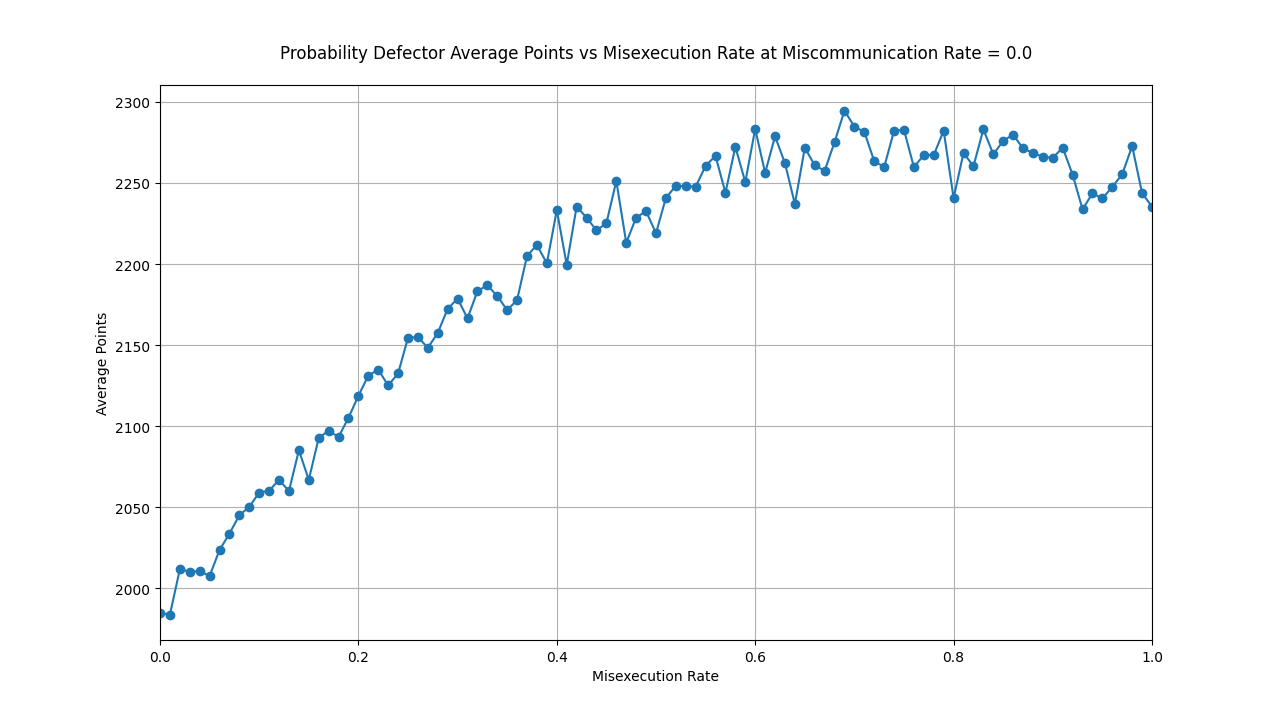 Probability Defector Average Points vs Misexecution Rate at Miscommunication Rate = 0.0
2300
2250
2200
2150
2100
2050
2000
Average Points
0.0 0.2 0.4 0.6 0.8 1.0
Misexecution Rate